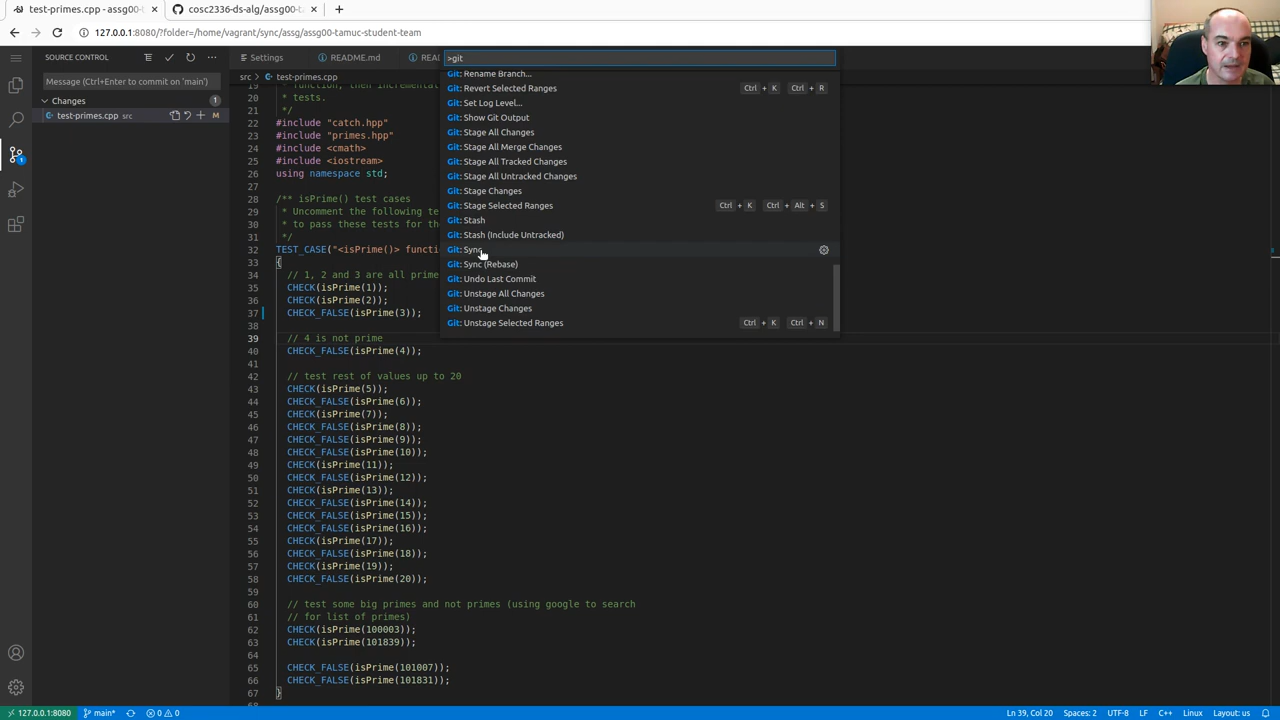 test-primes.cpp - assg00-ta
cosc2336-ds-alg/assg00-tam
127.0.0.1:8080/?folder=/home/vagrant/sync/assg/assg00-tamuc-student-team
SOURCE CONTROL
Settings
README.md
READ
>git
src > test-primes.cpp
Message (Ctrl+Enter to commit on 'main')
Changes
1
test-primes.cpp src
M
Git: Rename Branch...
Git: Revert Selected Ranges Ctrl + K Ctrl + R
Git: Set Log Level...
Git: Show Git Output
Git: Stage All Changes
Git: Stage All Merge Changes
Git: Stage All Tracked Changes
Git: Stage All Untracked Changes
Git: Stage Changes
Git: Stage Selected Ranges Ctrl + K Ctrl + Alt + S
Git: Stash
Git: Stash (Include Untracked)
Git: Sync
Git: Sync (Rebase)
Git: Undo Last Commit
Git: Unstage All Changes
Git: Unstage Changes
Git: Unstage Selected Ranges Ctrl + K Ctrl + N
19 * function, then incrementa
20 * tests.
21 */
22 #include "catch.hpp"
23 #include "primes.hpp"
24 #include <cmath>
25 #include <iostream>
26 using namespace std;
27
28 /** isPrime() test cases
29 * Uncomment the following te
30 * to pass these tests for th
31 */
32 TEST_CASE("<isPrime()> functi
33 {
34 // 1, 2 and 3 are all prime
35 CHECK(isPrime(1));
36 CHECK(isPrime(2));
37 CHECK_FALSE(isPrime(3));
38
39 // 4 is not prime
40 CHECK_FALSE(isPrime(4));
41
42 // test rest of values up to 20
43 CHECK(isPrime(5));
44 CHECK_FALSE(isPrime(6));
45 CHECK(isPrime(7));
46 CHECK_FALSE(isPrime(8));
47 CHECK_FALSE(isPrime(9));
48 CHECK_FALSE(isPrime(10));
49 CHECK(isPrime(11));
50 CHECK_FALSE(isPrime(12));
51 CHECK(isPrime(13));
52 CHECK_FALSE(isPrime(14));
53 CHECK_FALSE(isPrime(15));
54 CHECK_FALSE(isPrime(16));
55 CHECK(isPrime(17));
56 CHECK_FALSE(isPrime(18));
57 CHECK(isPrime(19));
58 CHECK_FALSE(isPrime(20));
59
60 // test some big primes and not primes (using google to search
61 // for list of primes)
62 CHECK(isPrime(100003));
63 CHECK(isPrime(101839));
64
65 CHECK_FALSE(isPrime(101007));
66 CHECK_FALSE(isPrime(101831));
67 }
127.0.0.1:8080 main* 0 0 Ln 39, Col 20 Spaces: 2 UTF-8 LF C++ Linux Layout: us